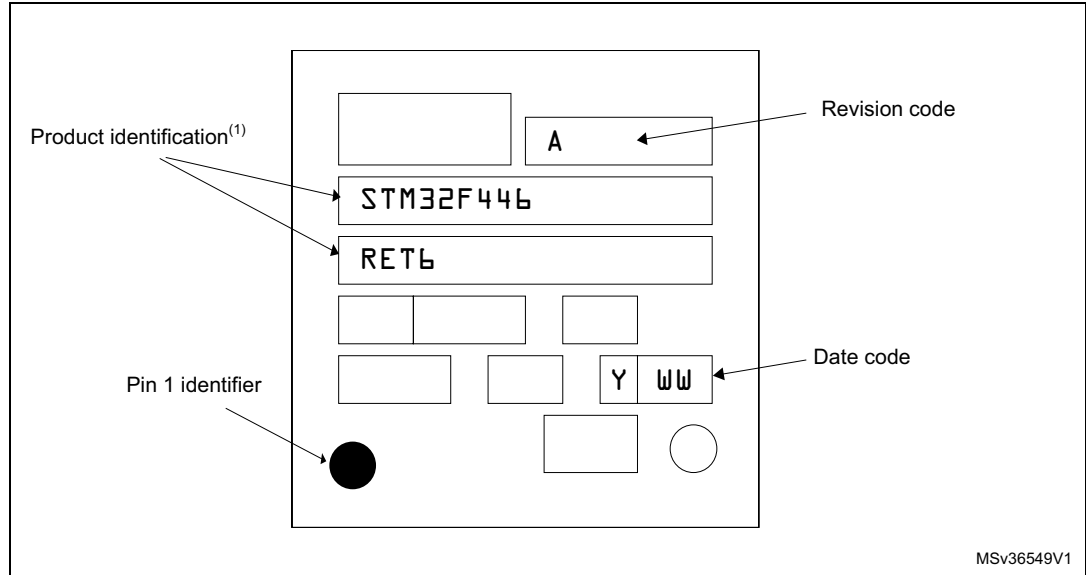 Revision code
A
Product identification(1)
STM32F446
RET6
Date code
Y WW
Pin 1 identifier
MSv36549V1